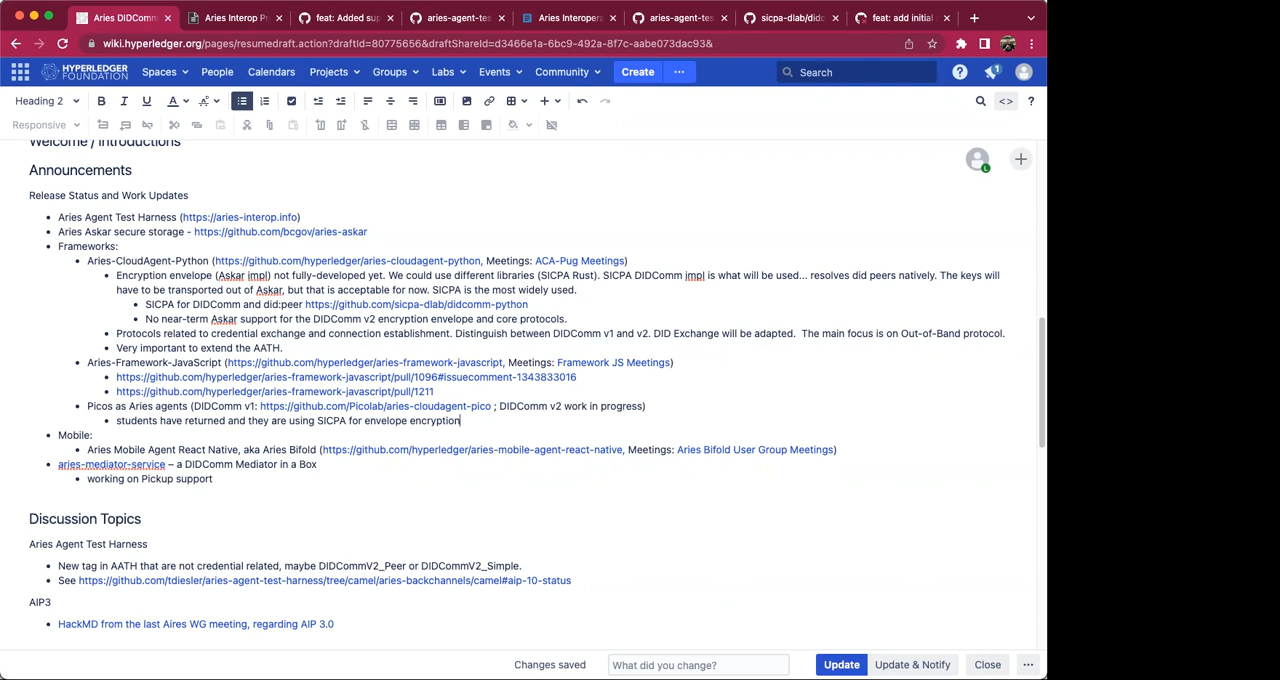 Aries DIDComm
Aries Interop Pr
feat: Added sup
aries-agent-tes
Aries Interopera
aries-agent-tes
sicpa-dlab/didc
feat: add initial
wiki.hyperledger.org/pages/resumedraft.action?draftId=80775656&draftShareId=d3466e1a-6bc9-492a-8f7c-aabe073dac93&
HYPERLEDGER FOUNDATION
Spaces
People
Calendars
Projects
Groups
Labs
Events
Community
Create
Search
1
Heading 2
B I U A
Responsive
Welcome / Introductions
Announcements
L
Release Status and Work Updates
• Aries Agent Test Harness (https://aries-interop.info)
• Aries Askar secure storage - https://github.com/bcgov/aries-askar
• Frameworks:
• Aries-CloudAgent-Python (https://github.com/hyperledger/aries-cloudagent-python, Meetings: ACA-Pug Meetings)
• Encryption envelope (Askar impl) not fully-developed yet. We could use different libraries (SICPA Rust). SICPA DIDComm impl is what will be used... resolves did peers natively. The keys will
have to be transported out of Askar, but that is acceptable for now. SICPA is the most widely used.
• SICPA for DIDComm and did:peer https://github.com/sicpa-dlab/didcomm-python
• No near-term Askar support for the DIDComm v2 encryption envelope and core protocols.
• Protocols related to credential exchange and connection establishment. Distinguish between DIDComm v1 and v2. DID Exchange will be adapted. The main focus is on Out-of-Band protocol.
• Very important to extend the AATH.
• Aries-Framework-JavaScript (https://github.com/hyperledger/aries-framework-javascript, Meetings: Framework JS Meetings)
• https://github.com/hyperledger/aries-framework-javascript/pull/1096#issuecomment-1343833016
• https://github.com/hyperledger/aries-framework-javascript/pull/1211
• Picos as Aries agents (DIDComm v1: https://github.com/Picolab/aries-cloudagent-pico ; DIDComm v2 work in progress)
• students have returned and they are using SICPA for envelope encryption
• Mobile:
• Aries Mobile Agent React Native, aka Aries Bifold (https://github.com/hyperledger/aries-mobile-agent-react-native, Meetings: Aries Bifold User Group Meetings)
• aries-mediator-service – a DIDComm Mediator in a Box
• working on Pickup support
Discussion Topics
Aries Agent Test Harness
• New tag in AATH that are not credential related, maybe DIDCommV2_Peer or DIDCommV2_Simple.
• See https://github.com/tdiesler/aries-agent-test-harness/tree/camel/aries-backchannels/camel#aip-10-status
AIP3
• HackMD from the last Aires WG meeting, regarding AIP 3.0
Changes saved
What did you change?
Update
Update & Notify
Close